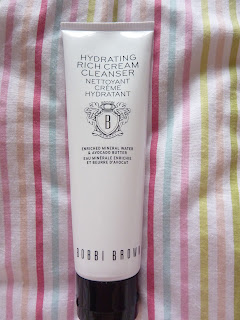 HYDRATING
RICH CREAM
CLEANSER
NETTOYANT
CRÈME
HYDRATANT
B
ENRICHED MINERAL WATER
& AVOCADO BUTTER
EAU MINÉRALE ENRICHIE
ET BEURRE D'AVOCAT
BOBBI BROWN